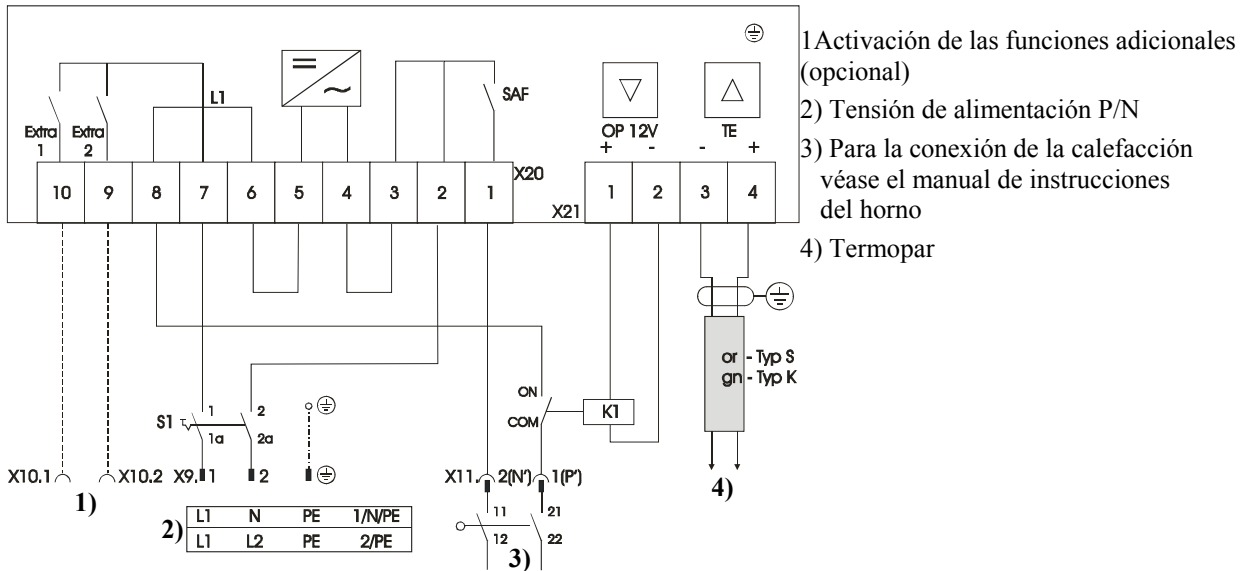 SAF
L1
Extra 1
Extra 2
OP 12V
+ -
TE
- +
10 9 8 7 6 5 4 3 2 1
X20
X21
1 2 3 4
or - Typ S
gn - Typ K
ON
COM
K1
S1
1 2
1a 2a
X10.1
X10.2
X9. 1 2
X11. 2(N') 1(P')
11 21
12 22
1)
2)
L1 N PE 1/N/PE
L1 L2 PE 2/PE
3)
4)
1Activación de las funciones adicionales
(opcional)
2) Tensión de alimentación P/N
3) Para la conexión de la calefacción
véase el manual de instrucciones
del horno
4) Termopar